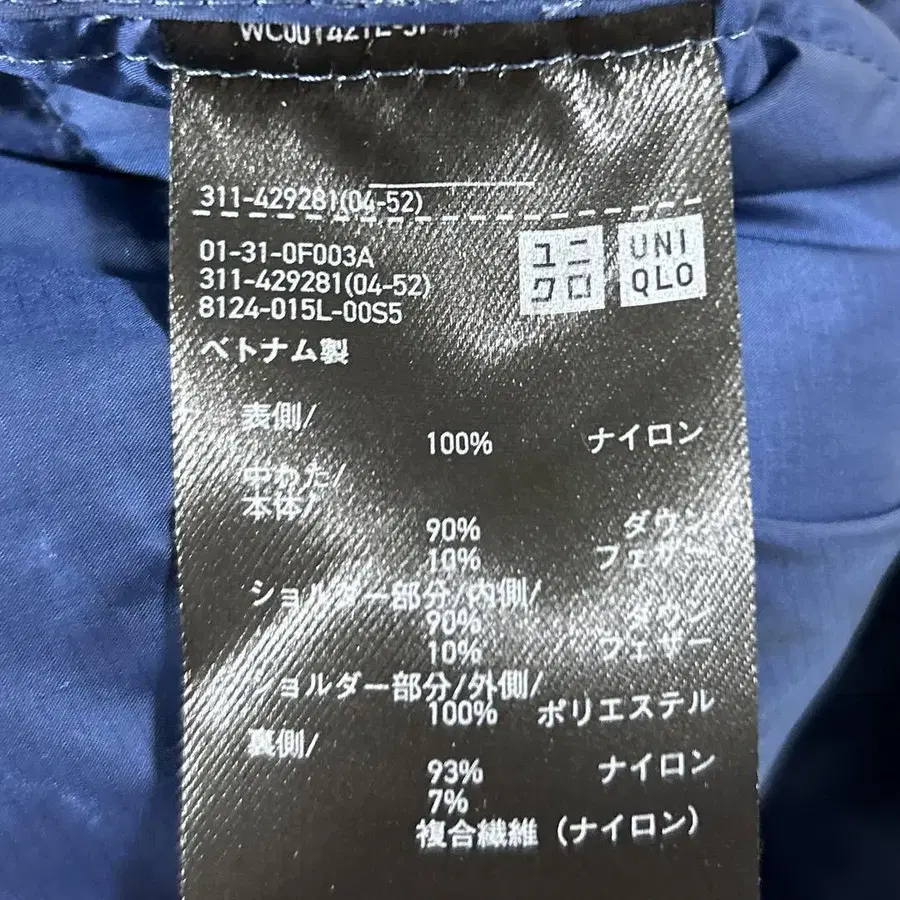 311-429281(04-52)
01-31-0F003A
311-429281(04-52)
8124-015L-00S5
ユニ
クロ
UNI
QLO
ベトナム製
表側/
100% ナイロン
中わた/
本体/
90% ダウン
10% フェザー
ショルダー部分/内側/
90% ダウン
10% フェザー
ショルダー部分/外側/
100% ポリエステル
裏側/
93% ナイロン
7%
複合繊維（ナイロン）